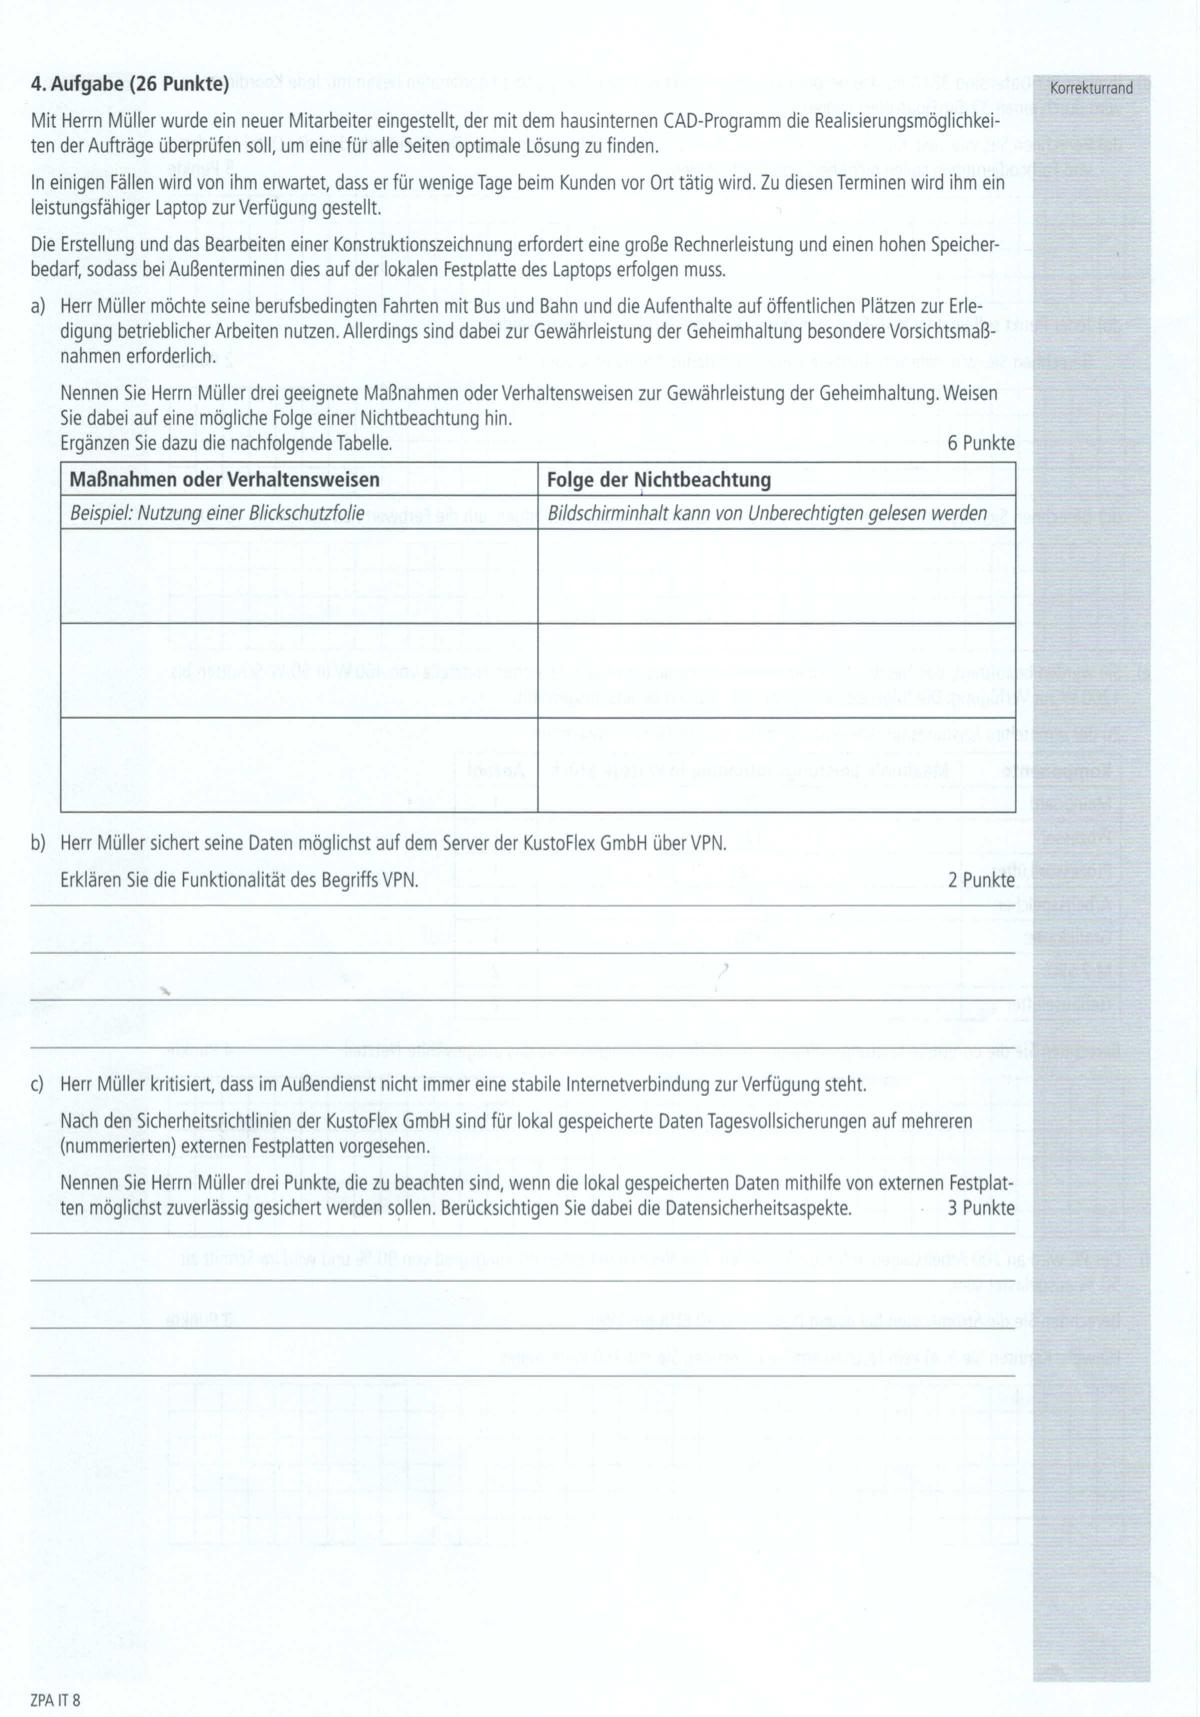 4. Aufgabe (26 Punkte)
Korrekturrand
Mit Herrn Müller wurde ein neuer Mitarbeiter eingestellt, der mit dem hausinternen CAD-Programm die Realisierungsmöglichkei-
ten der Aufträge überprüfen soll, um eine für alle Seiten optimale Lösung zu finden.
In einigen Fällen wird von ihm erwartet, dass er für wenige Tage beim Kunden vor Ort tätig wird. Zu diesen Terminen wird ihm ein
leistungsfähiger Laptop zur Verfügung gestellt.
Die Erstellung und das Bearbeiten einer Konstruktionszeichnung erfordert eine große Rechnerleistung und einen hohen Speicher-
bedarf, sodass bei Außenterminen dies auf der lokalen Festplatte des Laptops erfolgen muss.
a) Herr Müller möchte seine berufsbedingten Fahrten mit Bus und Bahn und die Aufenthalte auf öffentlichen Plätzen zur Erle-
digung betrieblicher Arbeiten nutzen. Allerdings sind dabei zur Gewährleistung der Geheimhaltung besondere Vorsichtsmaß-
nahmen erforderlich.
Nennen Sie Herrn Müller drei geeignete Maßnahmen oder Verhaltensweisen zur Gewährleistung der Geheimhaltung. Weisen
Sie dabei auf eine mögliche Folge einer Nichtbeachtung hin.
Ergänzen Sie dazu die nachfolgende Tabelle. 6 Punkte
Maßnahmen oder Verhaltensweisen Folge der Nichtbeachtung
Beispiel: Nutzung einer Blickschutzfolie Bildschirminhalt kann von Unberechtigten gelesen werden
b) Herr Müller sichert seine Daten möglichst auf dem Server der KustoFlex GmbH über VPN.
Erklären Sie die Funktionalität des Begriffs VPN. 2 Punkte
c) Herr Müller kritisiert, dass im Außendienst nicht immer eine stabile Internetverbindung zur Verfügung steht.
Nach den Sicherheitsrichtlinien der KustoFlex GmbH sind für lokal gespeicherte Daten Tagesvollsicherungen auf mehreren
(nummerierten) externen Festplatten vorgesehen.
Nennen Sie Herrn Müller drei Punkte, die zu beachten sind, wenn die lokal gespeicherten Daten mithilfe von externen Festplat-
ten möglichst zuverlässig gesichert werden sollen. Berücksichtigen Sie dabei die Datensicherheitsaspekte. 3 Punkte
ZPA IT 8